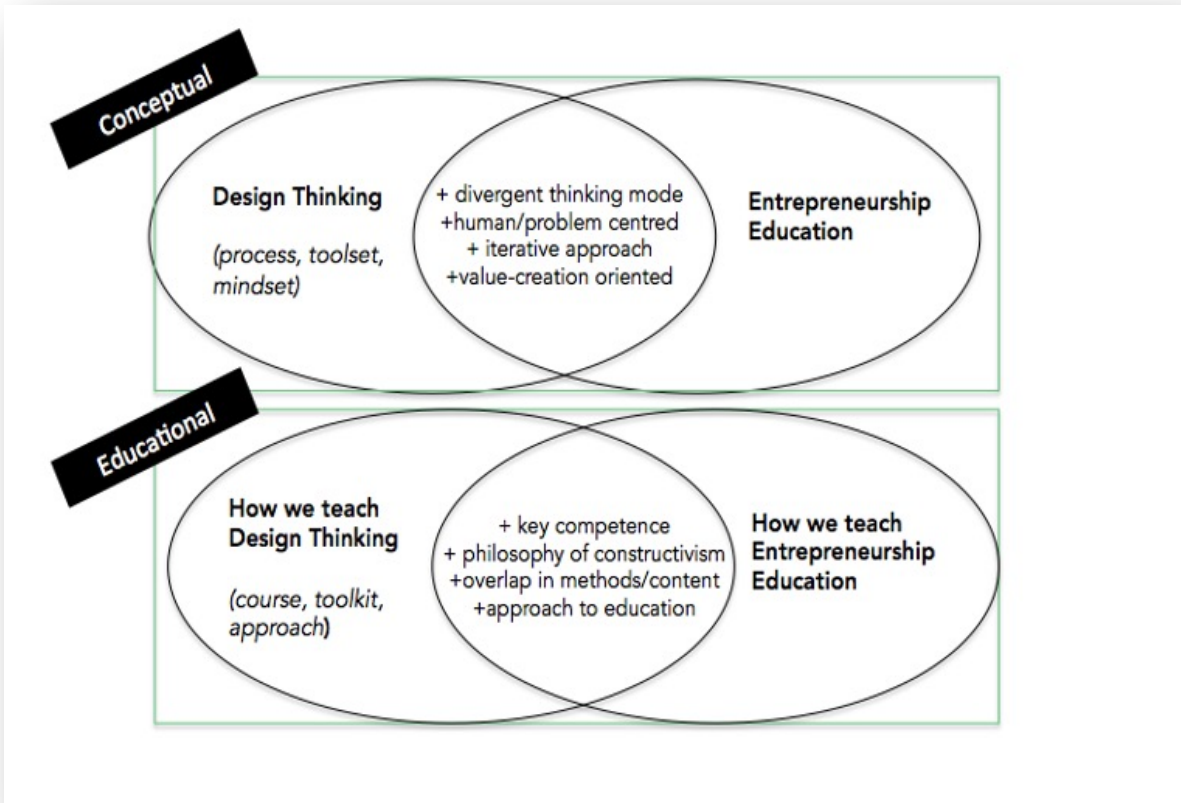 Conceptual
Design Thinking
(process, toolset,
mindset)
+ divergent thinking mode
+human/problem centred
+ iterative approach
+value-creation oriented
Entrepreneurship
Education
Educational
How we teach
Design Thinking
(course, toolkit,
approach)
+ key competence
+ philosophy of constructivism
+overlap in methods/content
+approach to education
How we teach
Entrepreneurship
Education